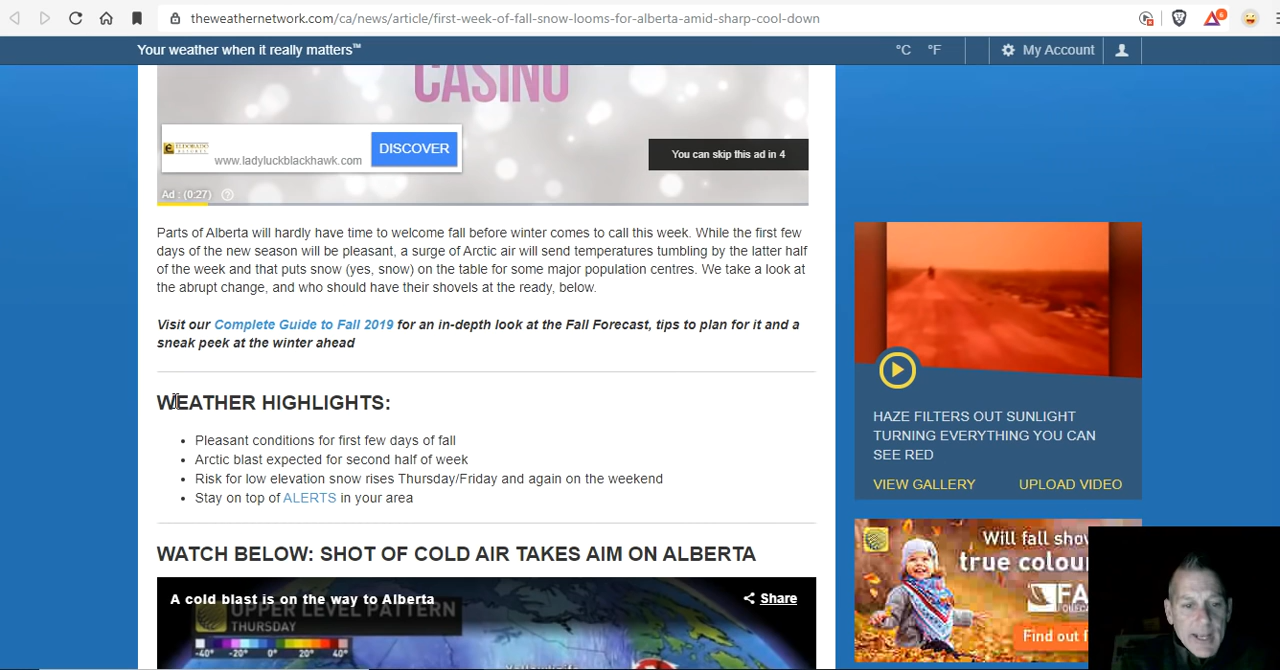 theweathernetwork.com/ca/news/article/first-week-of-fall-snow-looms-for-alberta-amid-sharp-cool-down
6
Your weather when it really matters™
°C °F
My Account
CASINO
ELDORADO
www.ladyluckblackhawk.com
DISCOVER
You can skip this ad in 4
Ad : (0:27)
Parts of Alberta will hardly have time to welcome fall before winter comes to call this week. While the first few
days of the new season will be pleasant, a surge of Arctic air will send temperatures tumbling by the latter half
of the week and that puts snow (yes, snow) on the table for some major population centres. We take a look at
the abrupt change, and who should have their shovels at the ready, below.
Visit our Complete Guide to Fall 2019 for an in-depth look at the Fall Forecast, tips to plan for it and a
sneak peek at the winter ahead
WEATHER HIGHLIGHTS:
• Pleasant conditions for first few days of fall
• Arctic blast expected for second half of week
• Risk for low elevation snow rises Thursday/Friday and again on the weekend
• Stay on top of ALERTS in your area
WATCH BELOW: SHOT OF COLD AIR TAKES AIM ON ALBERTA
A cold blast is on the way to Alberta
Share
UPPER LEVEL PATTERN
THURSDAY
-40° -20° 0° 20° 40°
HAZE FILTERS OUT SUNLIGHT
TURNING EVERYTHING YOU CAN
SEE RED
VIEW GALLERY UPLOAD VIDEO
Will fall sho
true colou
FA
Find out